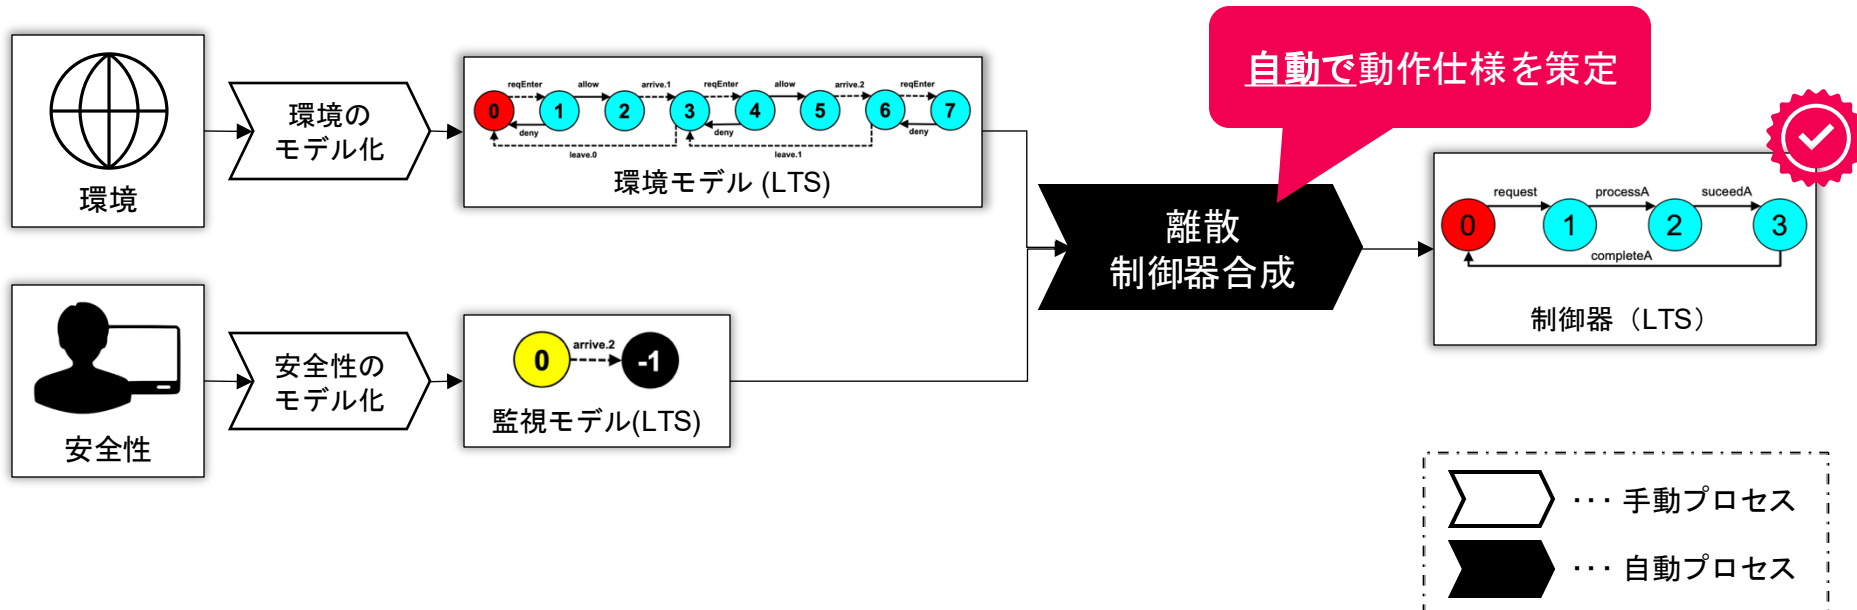 環境
環境の
モデル化
reqEnter allow arrive.1 reqEnter allow arrive.2 reqEnter
0 1 2 3 4 5 6 7
deny deny deny
leave.0 leave.1
環境モデル (LTS)
安全性
安全性の
モデル化
arrive.2
0 -1
監視モデル(LTS)
自動で動作仕様を策定
離散
制御器合成
request processA suceedA
0 1 2 3
completeA
制御器（LTS）
･･･ 手動プロセス
･･･ 自動プロセス